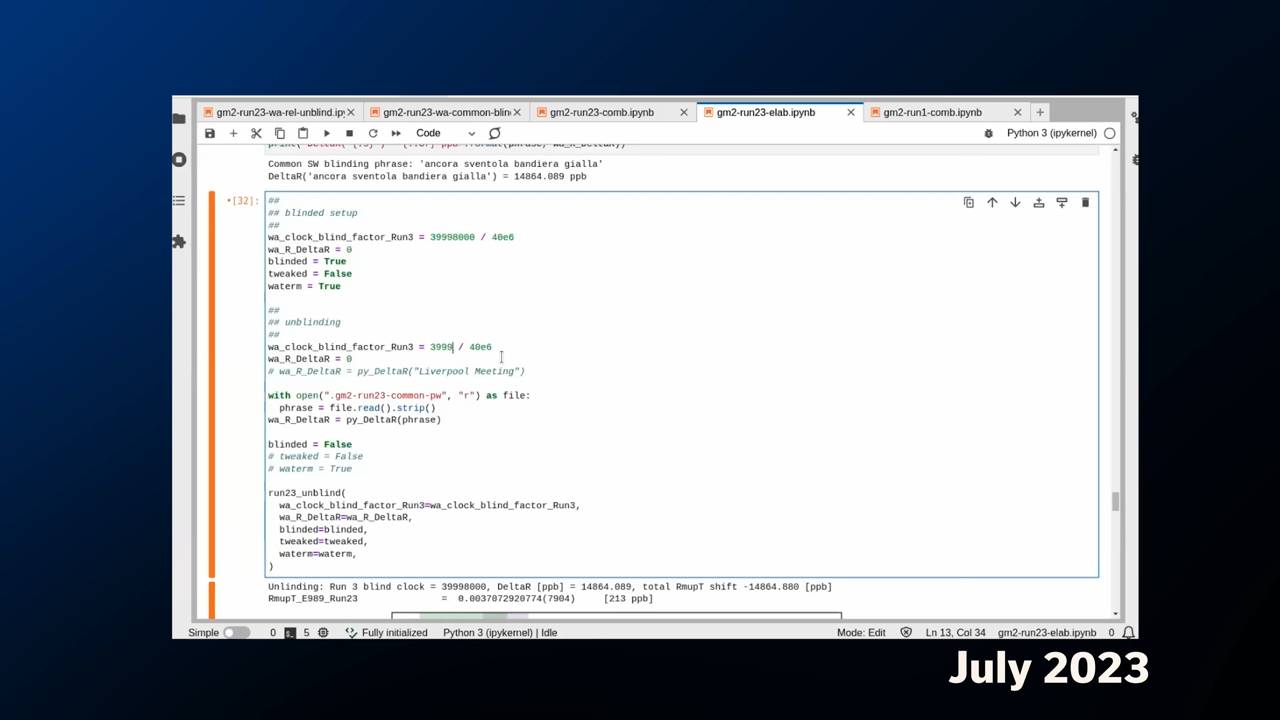 gm2-run23-wa-rel-unblind.ipy
gm2-run23-wa-common-blin
gm2-run23-comb.ipynb
gm2-run23-elab.ipynb
gm2-run1-comb.ipynb
Code
Python 3 (ipykernel)
Common SW blinding phrase: 'ancora sventola bandiera gialla'
DeltaR('ancora sventola bandiera gialla') = 14864.089 ppb
[32]:
##
## blinded setup
##
wa_clock_blind_factor_Run3 = 39998000 / 40e6
wa_R_DeltaR = 0
blinded = True
tweaked = False
waterm = True
##
## unblinding
##
wa_clock_blind_factor_Run3 = 3999 / 40e6
wa_R_DeltaR = 0
# wa_R_DeltaR = py_DeltaR("Liverpool Meeting")
with open(".gm2-run23-common-pw", "r") as file:
phrase = file.read().strip()
wa_R_DeltaR = py_DeltaR(phrase)
blinded = False
# tweaked = False
# waterm = True
run23_unblind(
wa_clock_blind_factor_Run3=wa_clock_blind_factor_Run3,
wa_R_DeltaR=wa_R_DeltaR,
blinded=blinded,
tweaked=tweaked,
waterm=waterm,
)
Unlinding: Run 3 blind clock = 39998000, DeltaR [ppb] = 14864.089, total RmupT shift -14864.880 [ppb]
RmupT_E989_Run23 = 0.0037072920774(7904) [213 ppb]
Simple 0 5 Fully initialized Python 3 (ipykernel) | Idle Mode: Edit Ln 13, Col 34 gm2-run23-elab.ipynb 0
July 2023